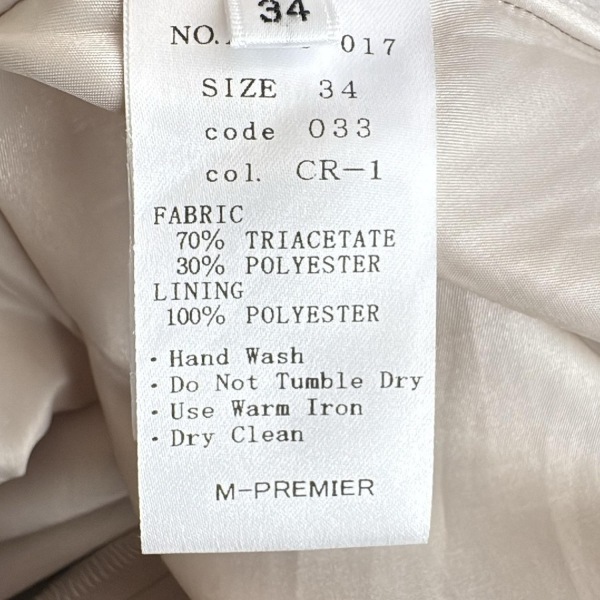 34
NO. 017
SIZE 34
code 033
col. CR-1
FABRIC
70% TRIACETATE
30% POLYESTER
LINING
100% POLYESTER
· Hand Wash
· Do Not Tumble Dry
· Use Warm Iron
· Dry Clean
M-PREMIER